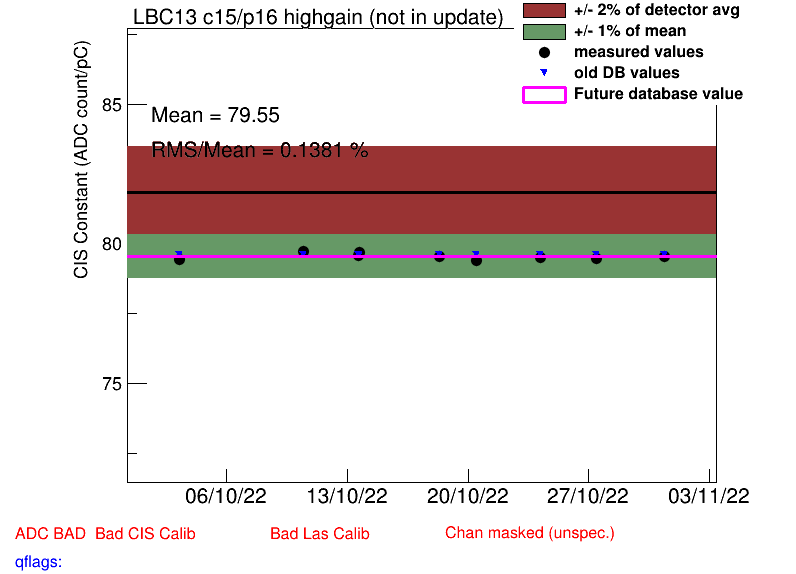 LBC13 c15/p16 highgain (not in update)
+/- 2% of detector avg
+/- 1% of mean
measured values
old DB values
Future database value
CIS Constant (ADC count/pC)
85
80
75
Mean = 79.55
RMS/Mean = 0.1381 %
06/10/22 13/10/22 20/10/22 27/10/22 03/11/22
ADC BAD Bad CIS Calib Bad Las Calib Chan masked (unspec.)
qflags: